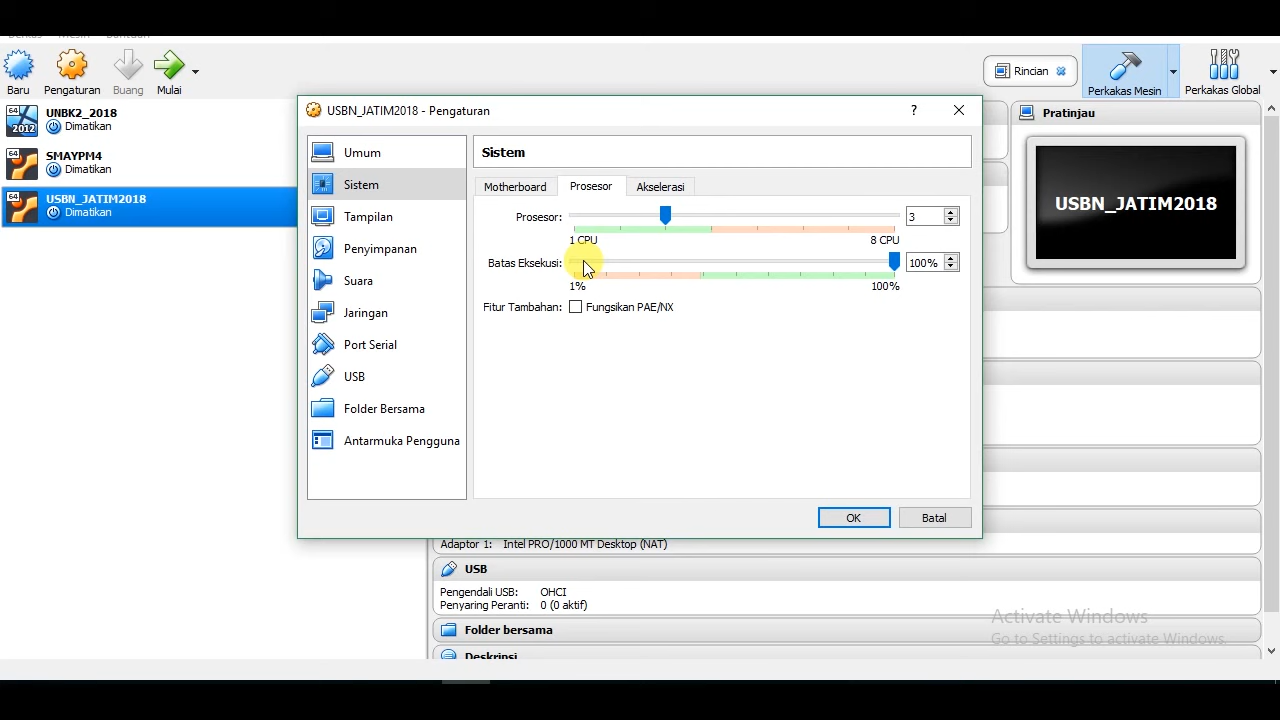 Baru Pengaturan Buang Mulai
Rincian
Perkakas Mesin
Perkakas Global
64 2012 UNBK2_2018
Dimatikan
64 SMAYPM4
Dimatikan
64 USBN_JATIM2018
Dimatikan
USBN_JATIM2018 - Pengaturan
?
Umum
Sistem
Tampilan
Penyimpanan
Suara
Jaringan
Port Serial
USB
Folder Bersama
Antarmuka Pengguna
Sistem
Motherboard Prosesor Akselerasi
Prosesor: 3
1 CPU 8 CPU
Batas Eksekusi: 100%
1% 100%
Fitur Tambahan: Fungsikan PAE/NX
OK Batal
Pratinjau
USBN_JATIM2018
Adaptor 1: Intel PRO/1000 MT Desktop (NAT)
USB
Pengendali USB: OHCI
Penyaring Peranti: 0 (0 aktif)
Folder bersama
Deskripsi
Activate Windows
Go to Settings to activate Windows.